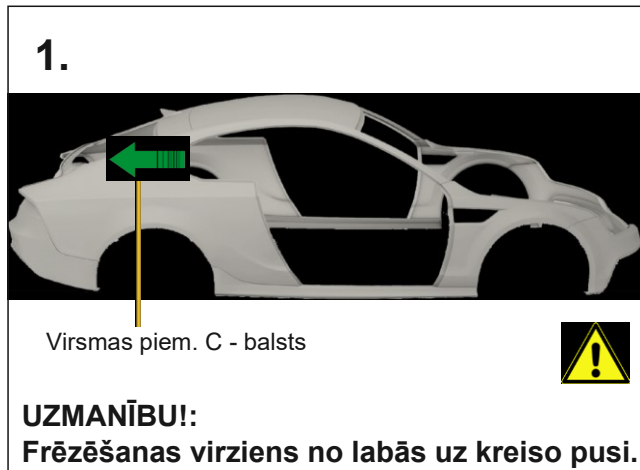 1.
Virsmas piem. C - balsts
UZMANĪBU!:
Frēzēšanas virziens no labās uz kreiso pusi.